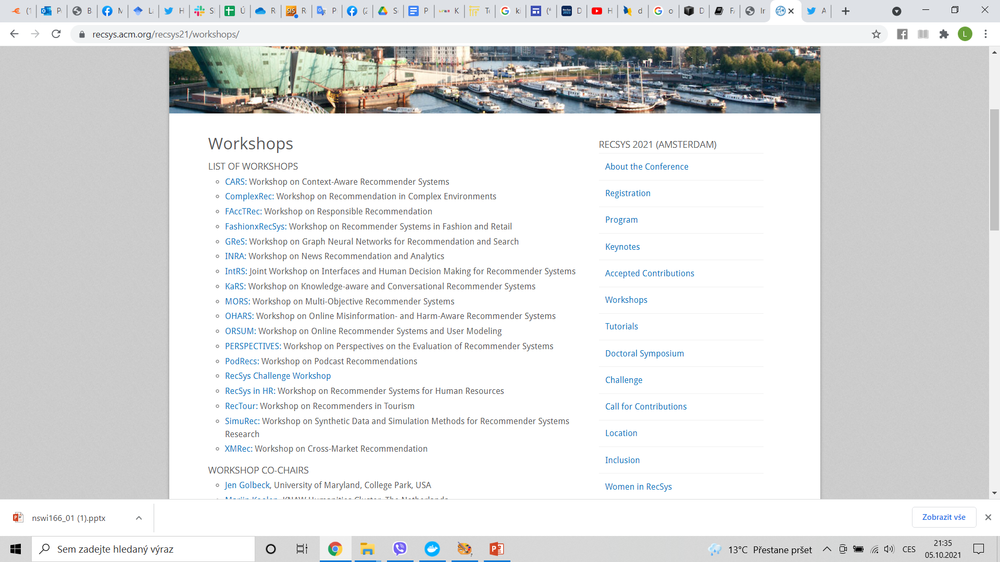 recsys.acm.org/recsys21/workshops/
L
Workshops
LIST OF WORKSHOPS
CARS: Workshop on Context-Aware Recommender Systems
ComplexRec: Workshop on Recommendation in Complex Environments
FAccTRec: Workshop on Responsible Recommendation
FashionxRecSys: Workshop on Recommender Systems in Fashion and Retail
GReS: Workshop on Graph Neural Networks for Recommendation and Search
INRA: Workshop on News Recommendation and Analytics
IntRS: Joint Workshop on Interfaces and Human Decision Making for Recommender Systems
KaRS: Workshop on Knowledge-aware and Conversational Recommender Systems
MORS: Workshop on Multi-Objective Recommender Systems
OHARS: Workshop on Online Misinformation- and Harm-Aware Recommender Systems
ORSUM: Workshop on Online Recommender Systems and User Modeling
PERSPECTIVES: Workshop on Perspectives on the Evaluation of Recommender Systems
PodRecs: Workshop on Podcast Recommendations
RecSys Challenge Workshop
RecSys in HR: Workshop on Recommender Systems for Human Resources
RecTour: Workshop on Recommenders in Tourism
SimuRec: Workshop on Synthetic Data and Simulation Methods for Recommender Systems
Research
XMRec: Workshop on Cross-Market Recommendation
WORKSHOP CO-CHAIRS
Jen Golbeck, University of Maryland, College Park, USA
Marijn Koolen, KNAW Humanities Cluster, The Netherlands
RECSYS 2021 (AMSTERDAM)
About the Conference
Registration
Program
Keynotes
Accepted Contributions
Workshops
Tutorials
Doctoral Symposium
Challenge
Call for Contributions
Location
Inclusion
Women in RecSys
nswi166_01 (1).pptx
Zobrazit vše
Sem zadejte hledaný výraz
13°C Přestane pršet
CES
21:35
05.10.2021